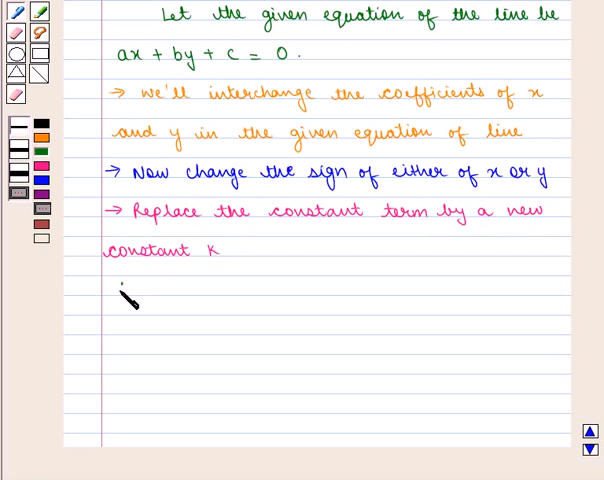 Let the given equation of the line be
ax + by + c = 0.
→ We'll interchange the coefficients of x
and y in the given equation of line
→ Now change the sign of either of x or y
→ Replace the constant term by a new
constant K